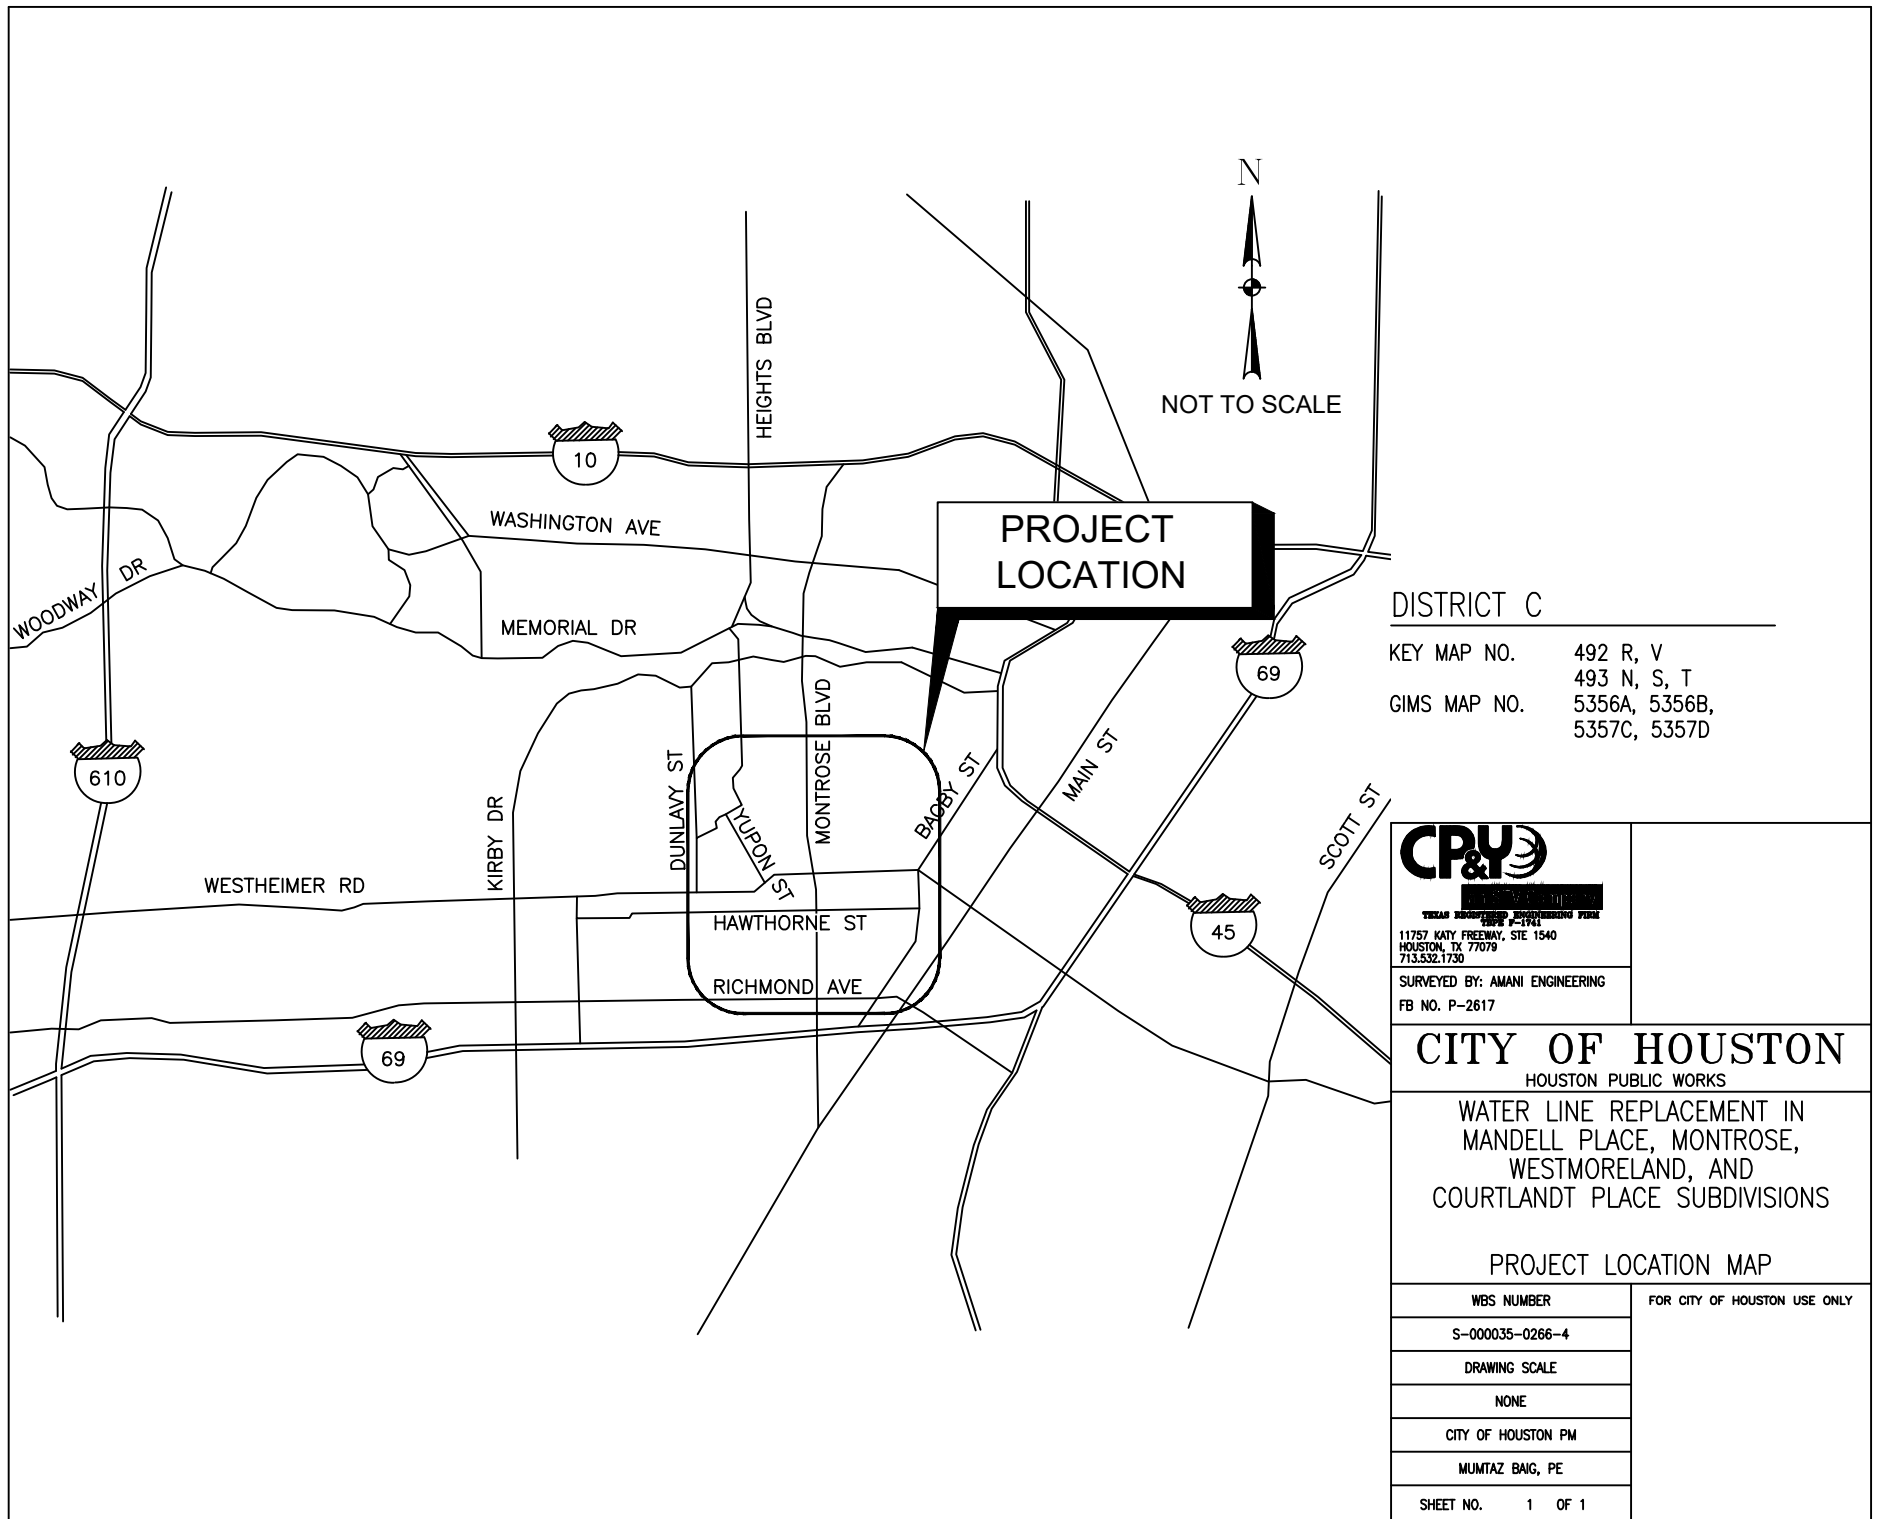 N
NOT TO SCALE
HEIGHTS BLVD
10
WASHINGTON AVE
PROJECT
LOCATION
WOODWAY DR
MEMORIAL DR
69
DISTRICT C
KEY MAP NO. 492 R, V
493 N, S, T
GIMS MAP NO. 5356A, 5356B,
5357C, 5357D
610
KIRBY DR
DUNLAVY ST
YUPON ST
MONTROSE BLVD
BAGBY ST
MAIN ST
SCOTT ST
WESTHEIMER RD
HAWTHORNE ST
45
RICHMOND AVE
69
CP&Y
TEXAS REGISTERED ENGINEERING FIRM
TBPE F-1741
11757 KATY FREEWAY, STE 1540
HOUSTON, TX 77079
713.532.1730
SURVEYED BY: AMANI ENGINEERING
FB NO. P-2617
CITY OF HOUSTON
HOUSTON PUBLIC WORKS
WATER LINE REPLACEMENT IN
MANDELL PLACE, MONTROSE,
WESTMORELAND, AND
COURTLANDT PLACE SUBDIVISIONS
PROJECT LOCATION MAP
WBS NUMBER
FOR CITY OF HOUSTON USE ONLY
S-000035-0266-4
DRAWING SCALE
NONE
CITY OF HOUSTON PM
MUMTAZ BAIG, PE
SHEET NO. 1 OF 1